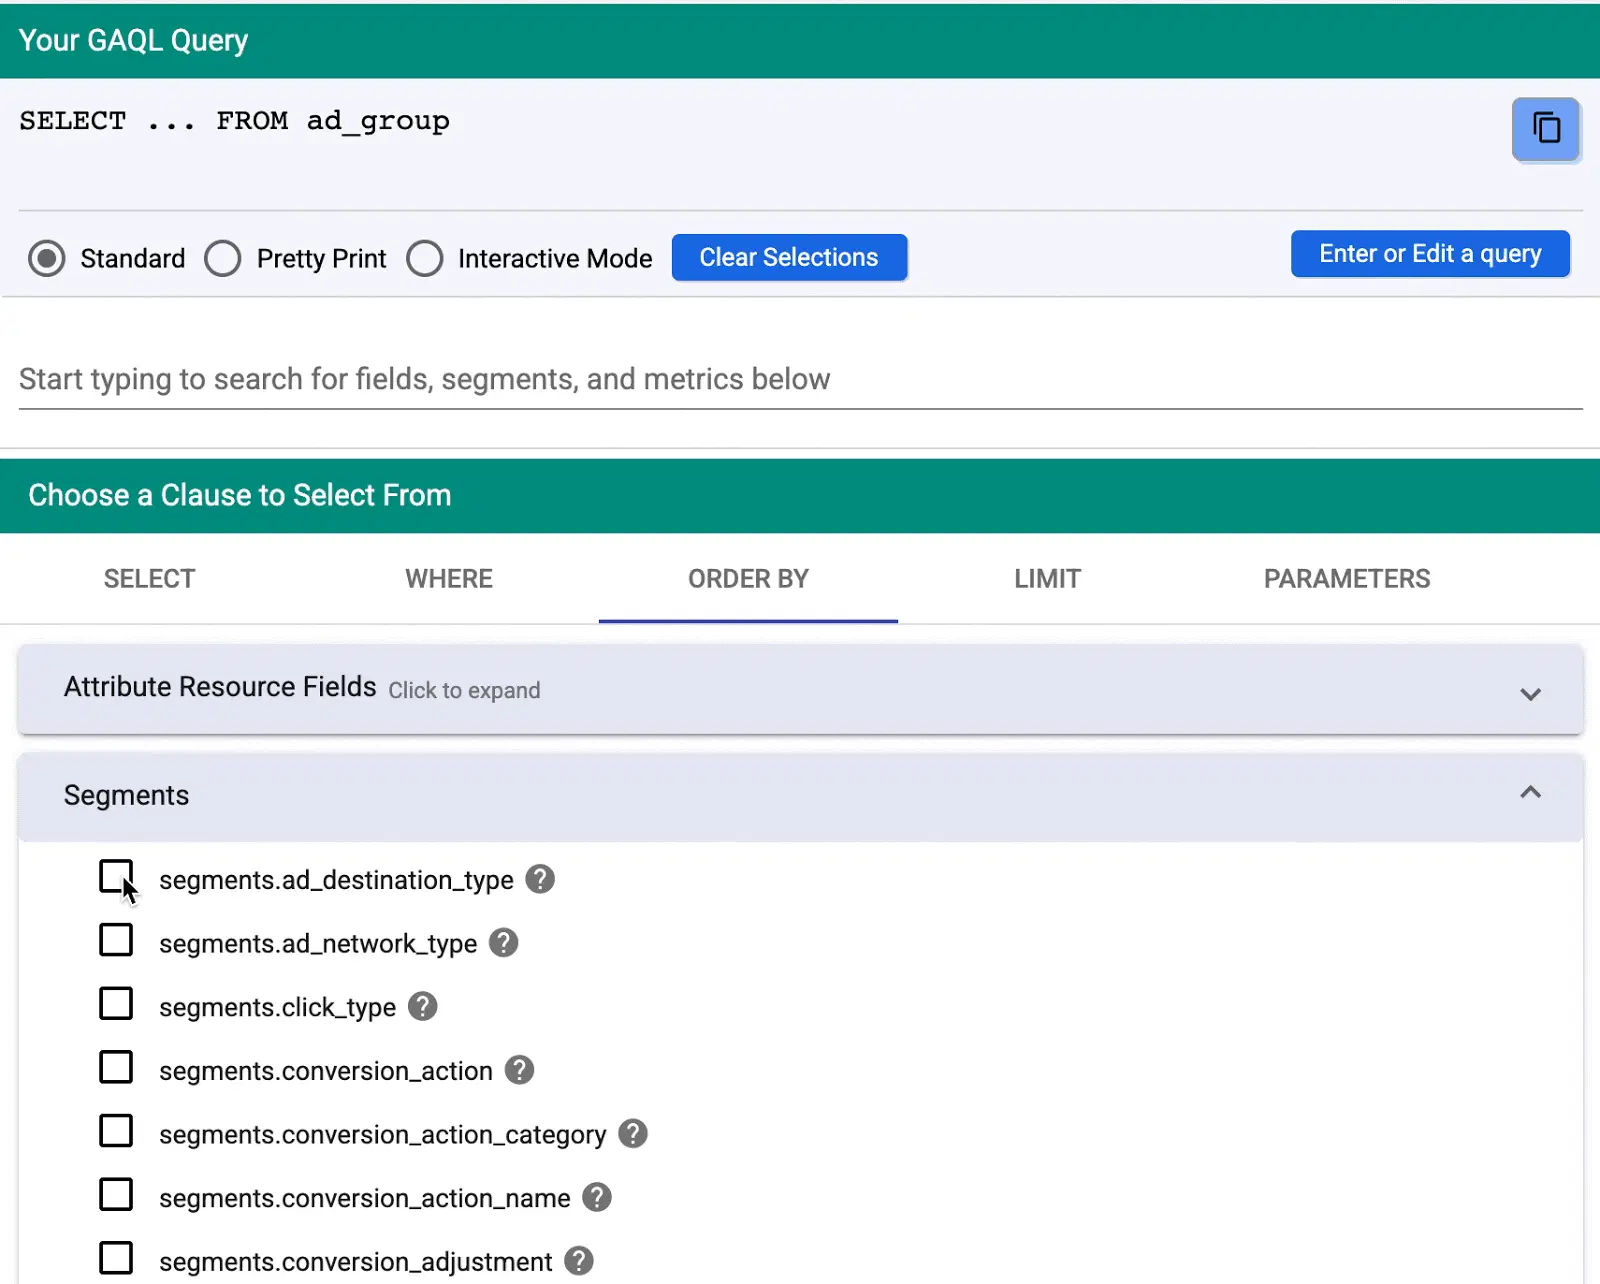 Your GAQL Query
SELECT ... FROM ad_group
Standard Pretty Print Interactive Mode Clear Selections Enter or Edit a query
Start typing to search for fields, segments, and metrics below
Choose a Clause to Select From
SELECT WHERE ORDER BY LIMIT PARAMETERS
Attribute Resource Fields Click to expand
Segments
segments.ad_destination_type ?
segments.ad_network_type ?
segments.click_type ?
segments.conversion_action ?
segments.conversion_action_category ?
segments.conversion_action_name ?
segments.conversion_adjustment ?